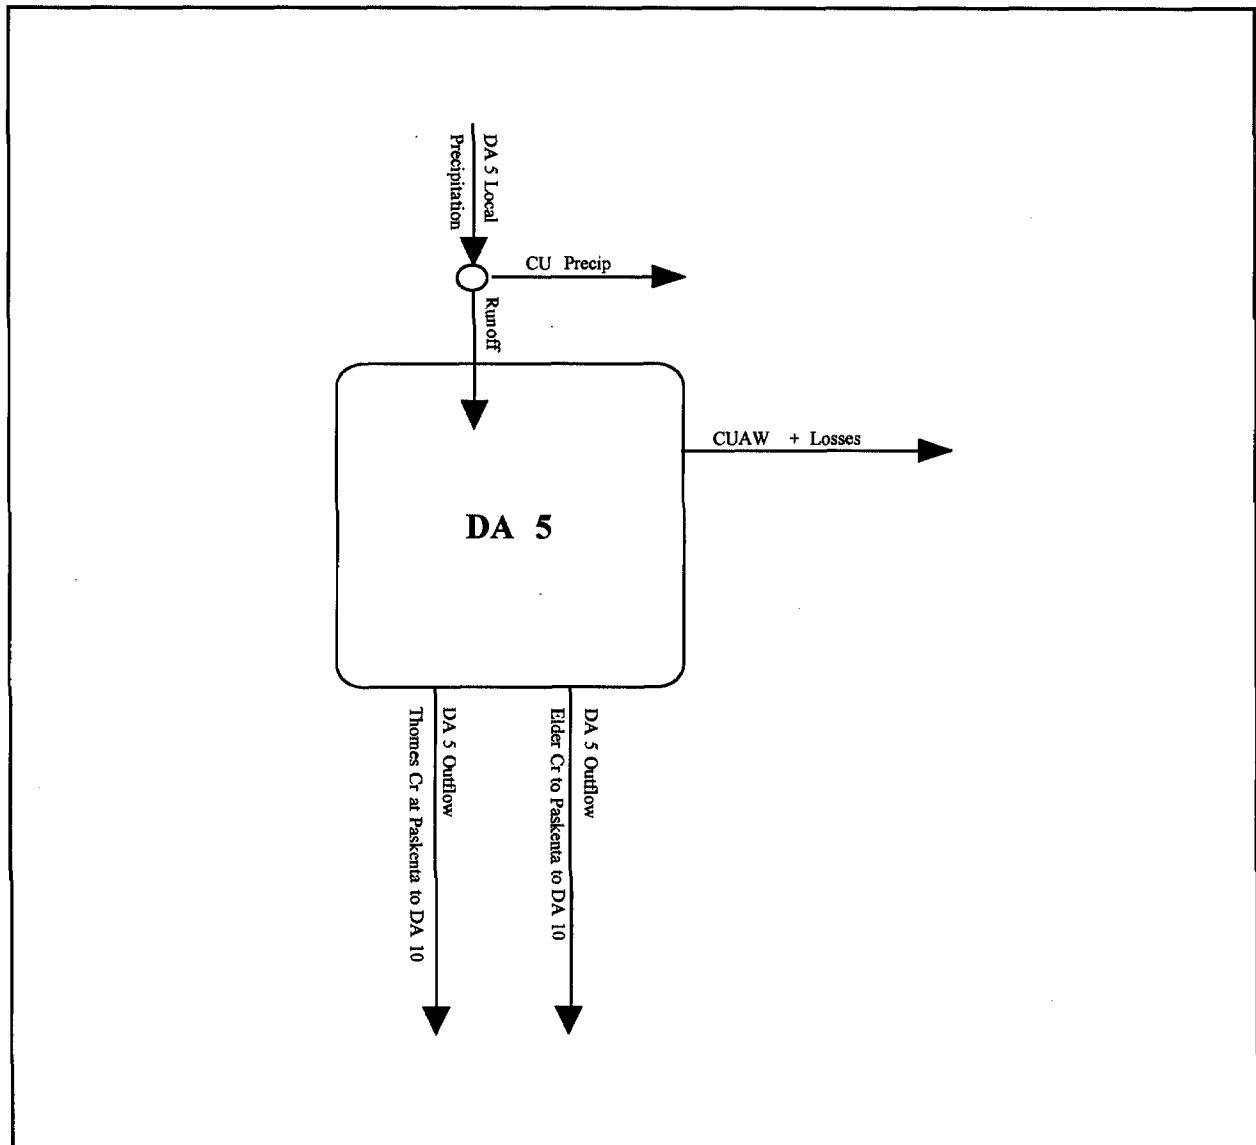 DA 5 Local
Precipitation
CU Precip
Runoff
CUAW + Losses
DA 5
DA 5 Outflow
Thomes Cr at Paskenta to DA 10
DA 5 Outflow
Elder Cr to Paskenta to DA 10